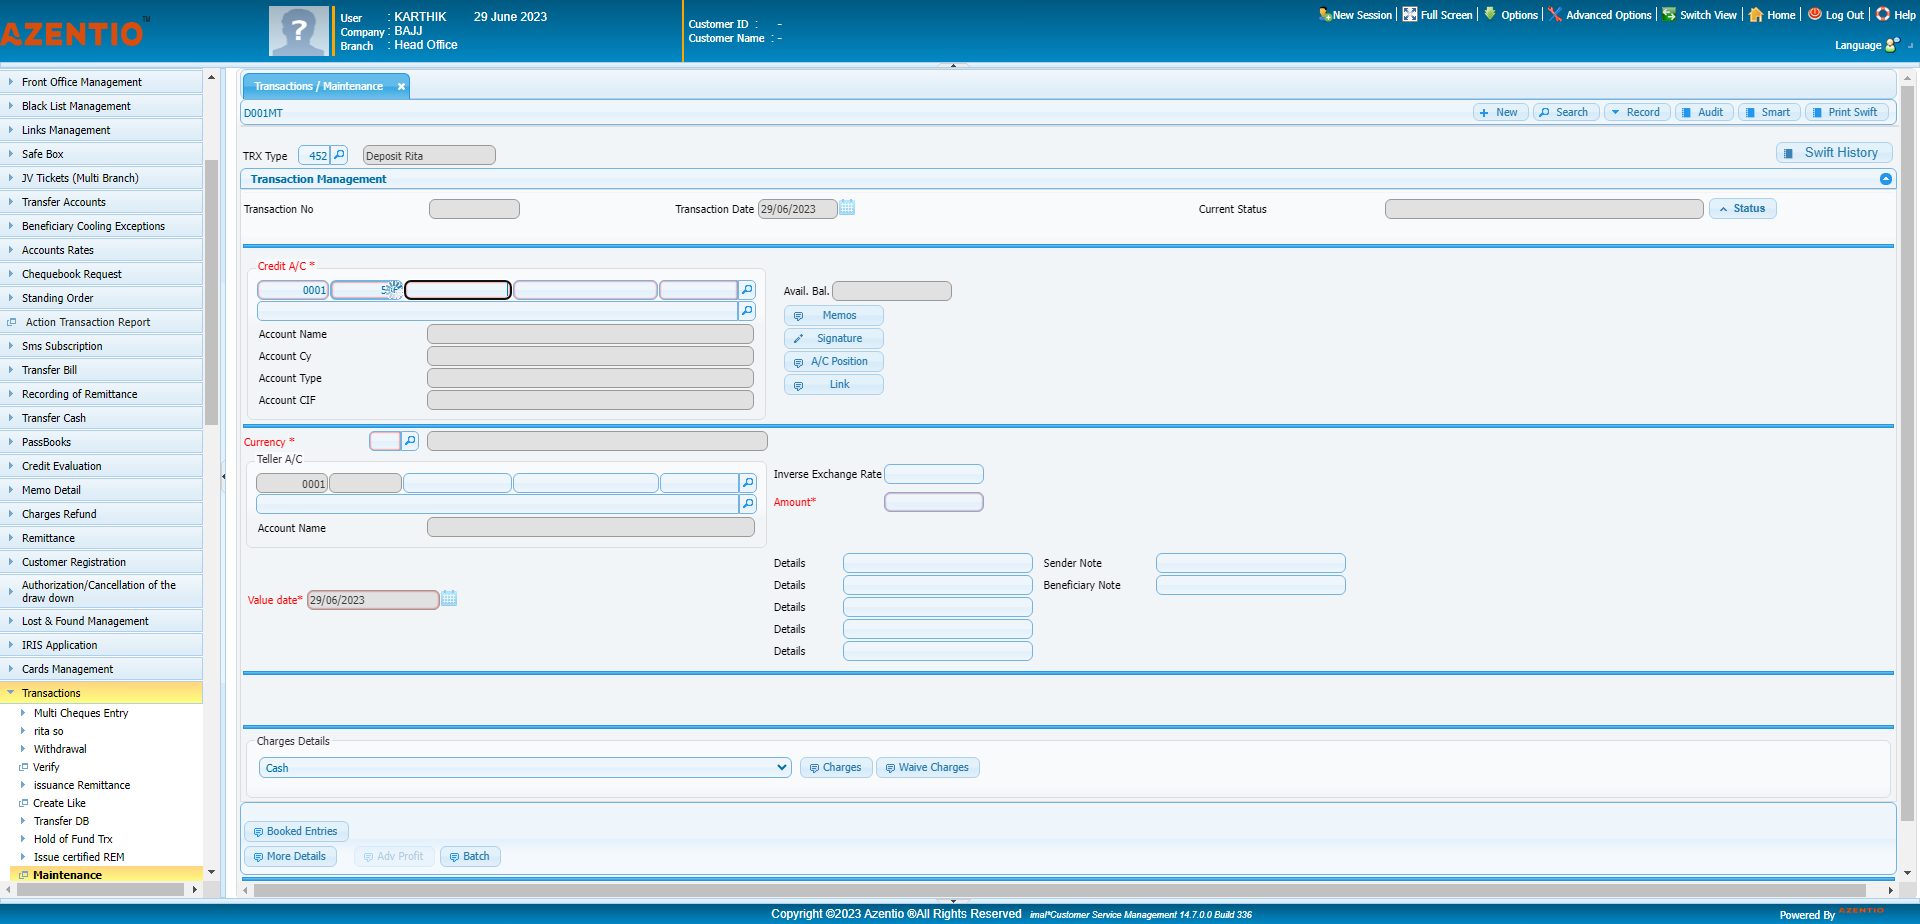 AZENTIO™
User : KARTHIK 29 June 2023
Company : BAJJ
Branch : Head Office
Customer ID : -
Customer Name : -
New Session
Full Screen
Options
Advanced Options
Switch View
Home
Log Out
Help
Language
Front Office Management
Black List Management
Links Management
Safe Box
JV Tickets (Multi Branch)
Transfer Accounts
Beneficiary Cooling Exceptions
Accounts Rates
Chequebook Request
Standing Order
Action Transaction Report
Sms Subscription
Transfer Bill
Recording of Remittance
Transfer Cash
PassBooks
Credit Evaluation
Memo Detail
Charges Refund
Remittance
Customer Registration
Authorization/Cancellation of the
draw down
Lost & Found Management
IRIS Application
Cards Management
Transactions
Multi Cheques Entry
rita so
Withdrawal
Verify
issuance Remittance
Create Like
Transfer DB
Hold of Fund Trx
Issue certified REM
Maintenance
Transactions / Maintenance
D001MT
New
Search
Record
Audit
Smart
Print Swift
TRX Type 452 Deposit Rita
Swift History
Transaction Management
Transaction No
Transaction Date 29/06/2023
Current Status
Status
Credit A/C *
0001
Account Name
Account Cy
Account Type
Account CIF
Avail. Bal.
Memos
Signature
A/C Position
Link
Currency *
Teller A/C
0001
Account Name
Inverse Exchange Rate
Amount*
Value date* 29/06/2023
Details
Details
Details
Details
Details
Sender Note
Beneficiary Note
Charges Details
Cash
Charges
Waive Charges
Booked Entries
More Details
Adv Profit
Batch
Copyright ©2023 Azentio ®All Rights Reserved imal*Customer Service Management 14.7.0.0 Build 336
Powered By AZENTIO